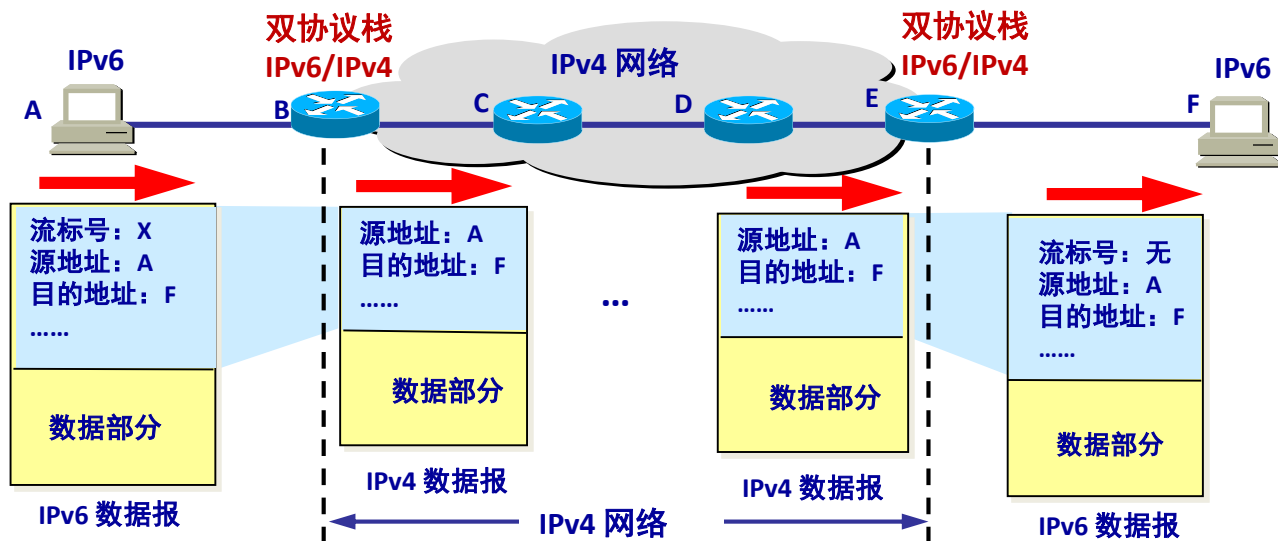 双协议栈
IPv6/IPv4
双协议栈
IPv6/IPv4
IPv6
IPv4 网络
IPv6
A
B
C
D
E
F
流标号：X
源地址：A
目的地址：F
……
数据部分
IPv6 数据报
源地址：A
目的地址：F
……
数据部分
IPv4 数据报
…
源地址：A
目的地址：F
……
数据部分
IPv4 数据报
流标号：无
源地址：A
目的地址：F
……
数据部分
IPv6 数据报
IPv4 网络